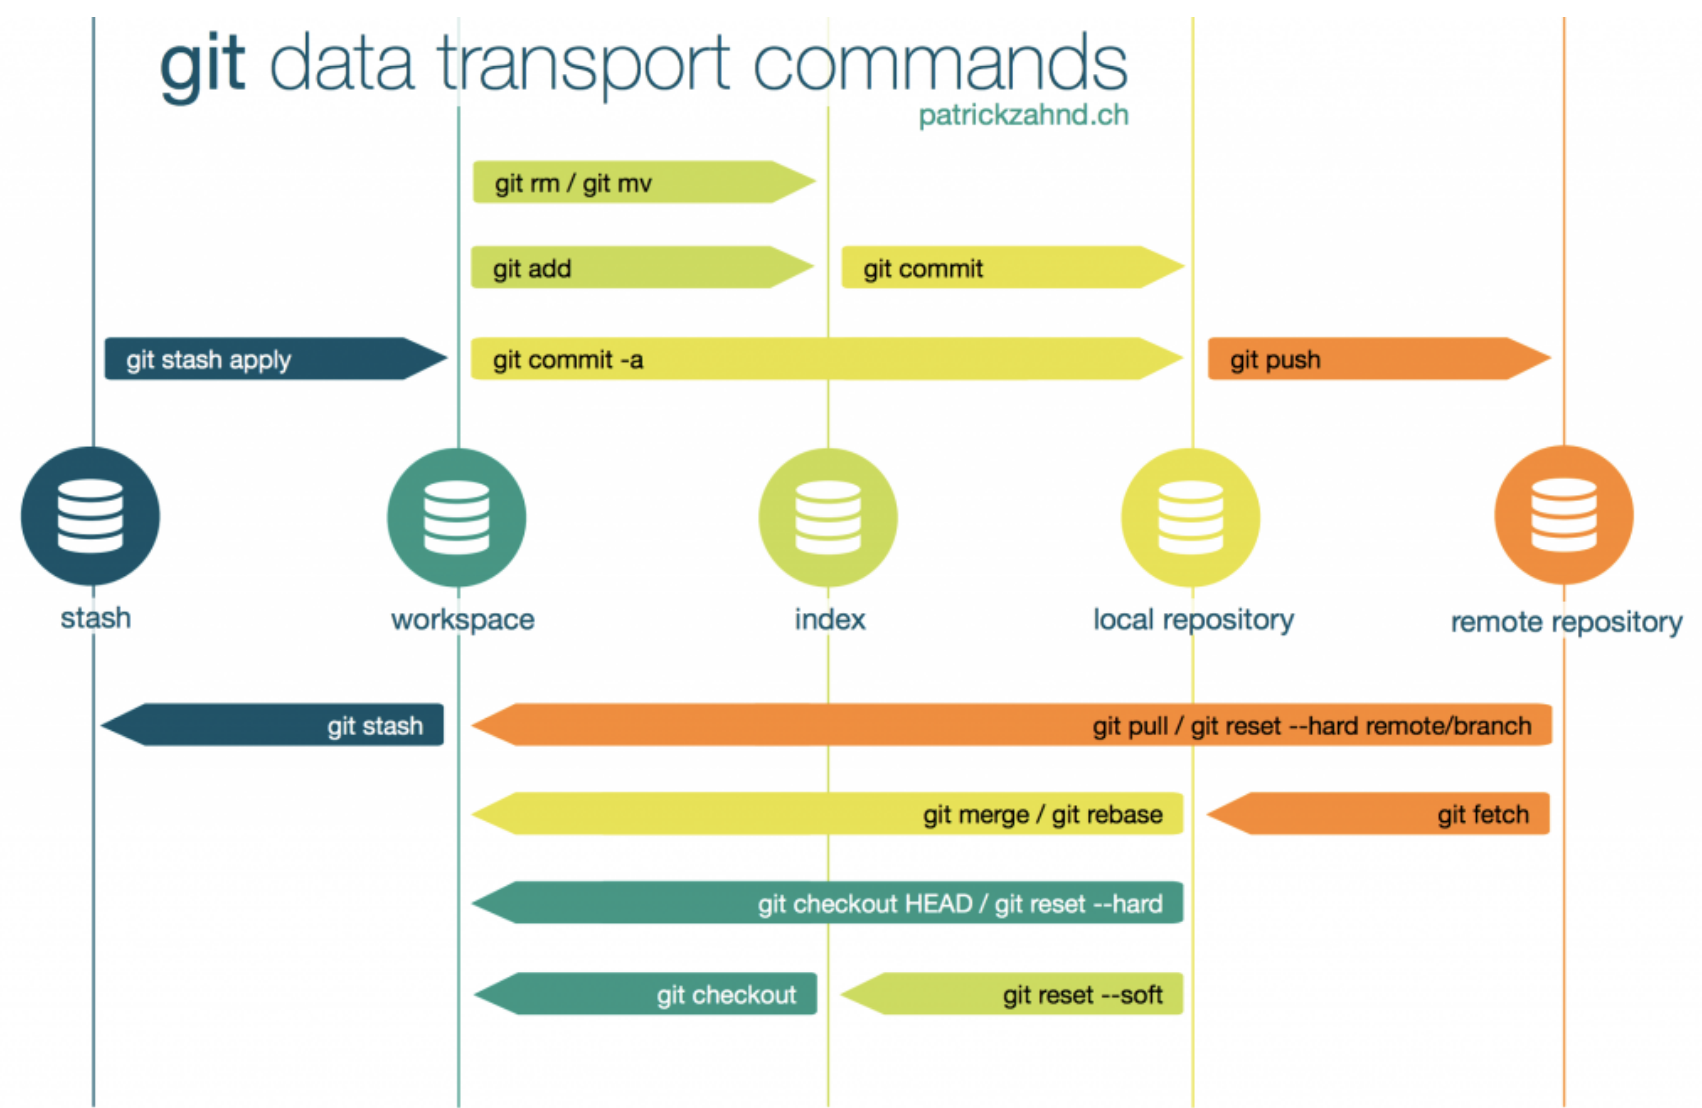 git data transport commands
patrickzahnd.ch
git rm / git mv
git add
git commit
git stash apply
git commit -a
git push
stash
workspace
index
local repository
remote repository
git stash
git pull / git reset --hard remote/branch
git merge / git rebase
git fetch
git checkout HEAD / git reset --hard
git checkout
git reset --soft